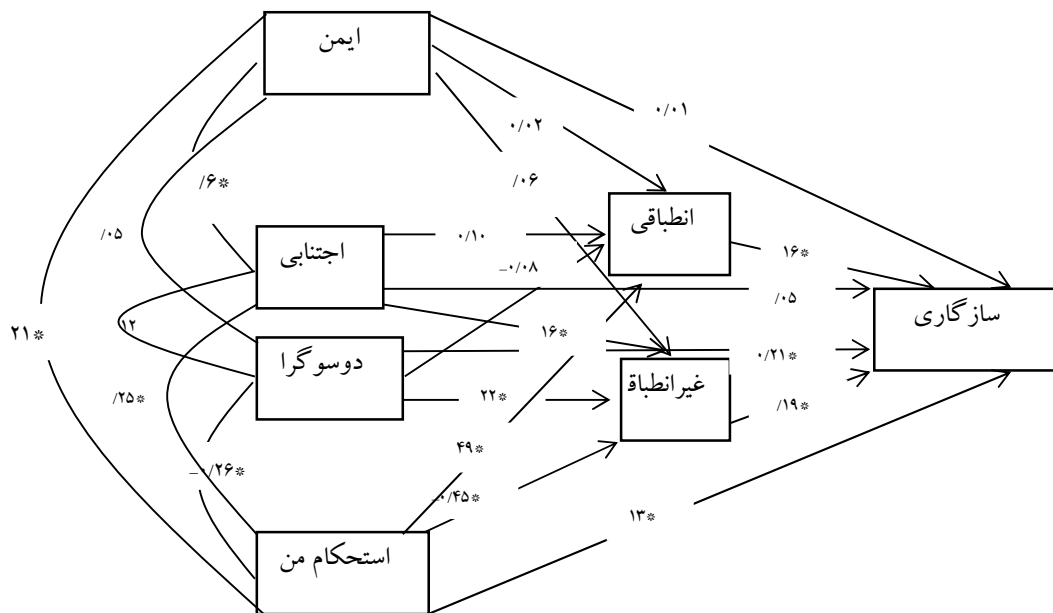 ایمن
۰/۰۱
۰/۰۲
/۰۶
/۶*
انطباقی
/۰۵
۰/۱۰
۱۶*
اجتنابی
-۰/۰۸
/۰۵
سازگاری
۲۱*
۱۲
۱۶*
دوسوگرا
۰/۲۱*
غیرانطباق
/۲۵*
۲۲*
/۱۹*
۴۹*
-۰/۲۶*
-۰/۴۵*
۱۳*
استحکام من